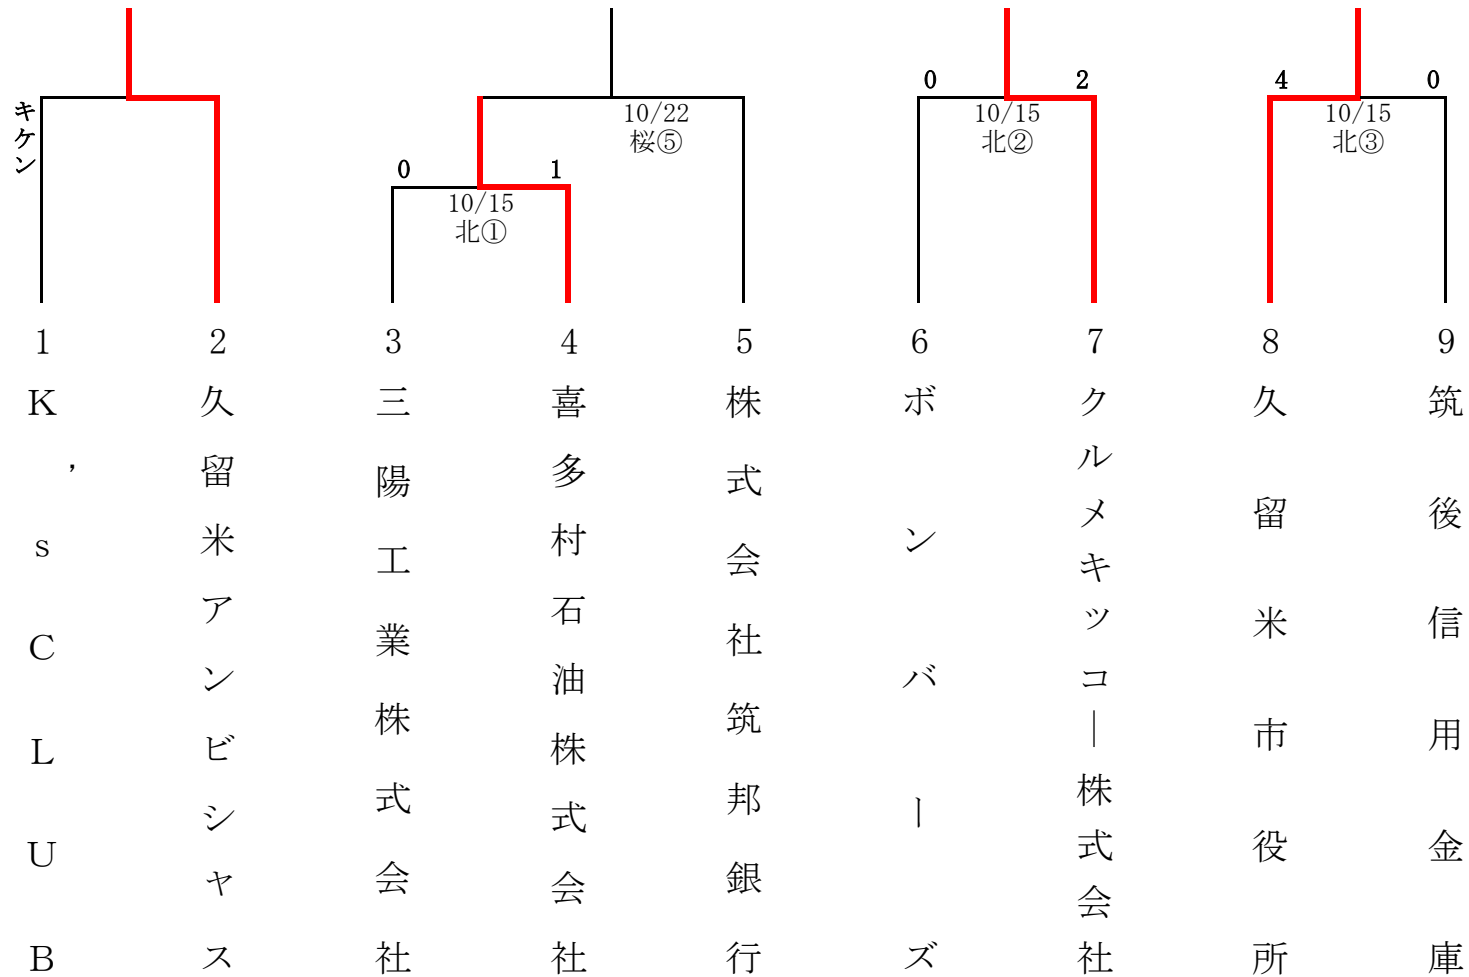 キケン
0
1
10/15
北①
10/22
桜⑤
0
2
10/15
北②
4
0
10/15
北③
1
2
3
4
5
6
7
8
9
K’sCLUB
久留米アンビシャス
三陽工業株式会社
喜多村石油株式会社
株式会社筑邦銀行
ボンバーズ
クルメキッコー株式会社
久留米市役所
筑後信用金庫